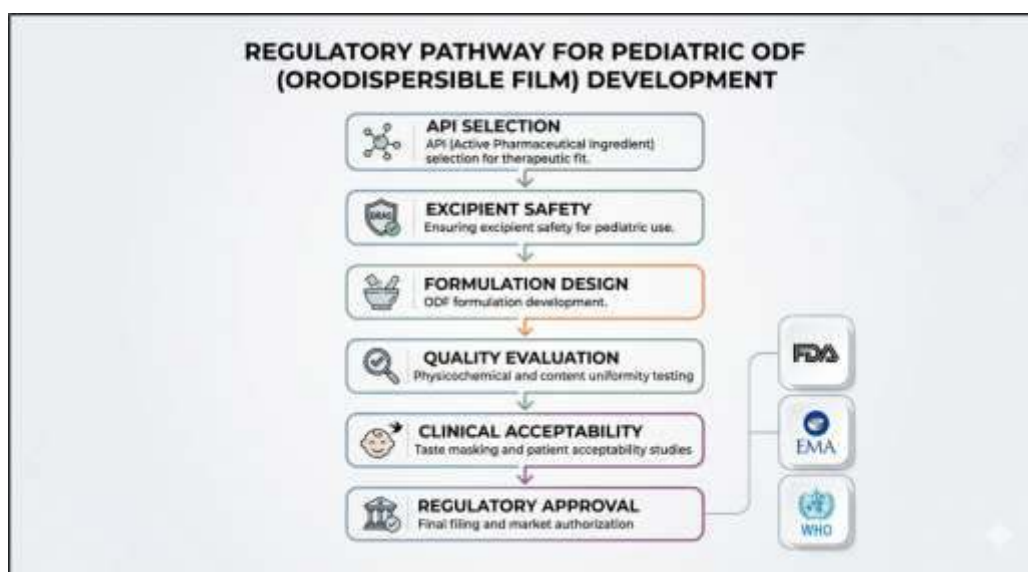 REGULATORY PATHWAY FOR PEDIATRIC ODF
(ORODISPERSIBLE FILM) DEVELOPMENT
API SELECTION
API (Active Pharmaceutical Ingredient)
selection for therapeutic fit.
EXCIPIENT SAFETY
Ensuring excipient safety for pediatric use.
FORMULATION DESIGN
ODF formulation development.
QUALITY EVALUATION
Physicochemical and content uniformity testing
CLINICAL ACCEPTABILITY
Taste masking and patient acceptability studies
REGULATORY APPROVAL
Final filing and market authorization
FDA
EMA
WHO